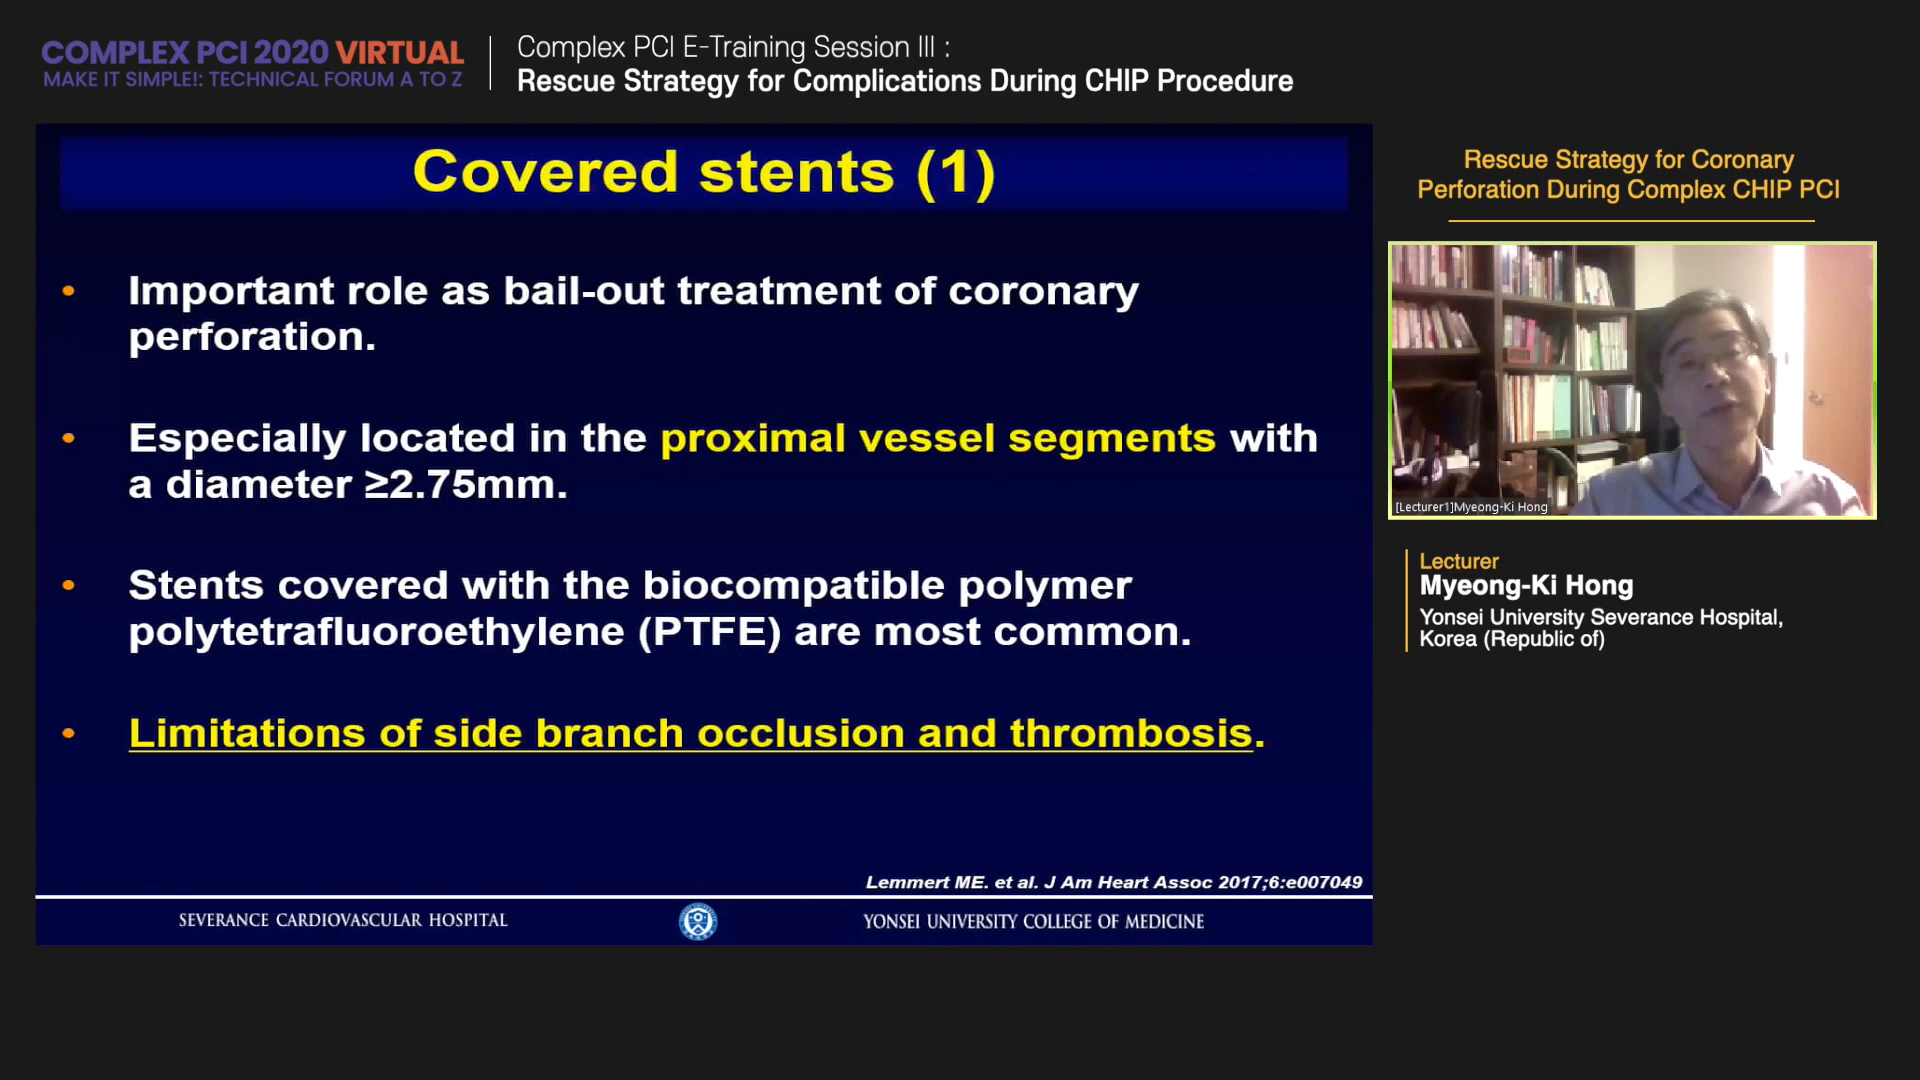 COMPLEX PCI 2020 VIRTUAL
MAKE IT SIMPLE!: TECHNICAL FORUM A TO Z
Complex PCI E-Training Session III :
Rescue Strategy for Complications During CHIP Procedure
Covered stents (1)
• Important role as bail-out treatment of coronary
perforation.
• Especially located in the proximal vessel segments with
a diameter ≥2.75mm.
• Stents covered with the biocompatible polymer
polytetrafluoroethylene (PTFE) are most common.
• Limitations of side branch occlusion and thrombosis.
Lemmert ME. et al. J Am Heart Assoc 2017;6:e007049
SEVERANCE CARDIOVASCULAR HOSPITAL
YONSEI UNIVERSITY COLLEGE OF MEDICINE
Rescue Strategy for Coronary
Perforation During Complex CHIP PCI
[Lecturer1]Myeong-Ki Hong
Lecturer
Myeong-Ki Hong
Yonsei University Severance Hospital,
Korea (Republic of)